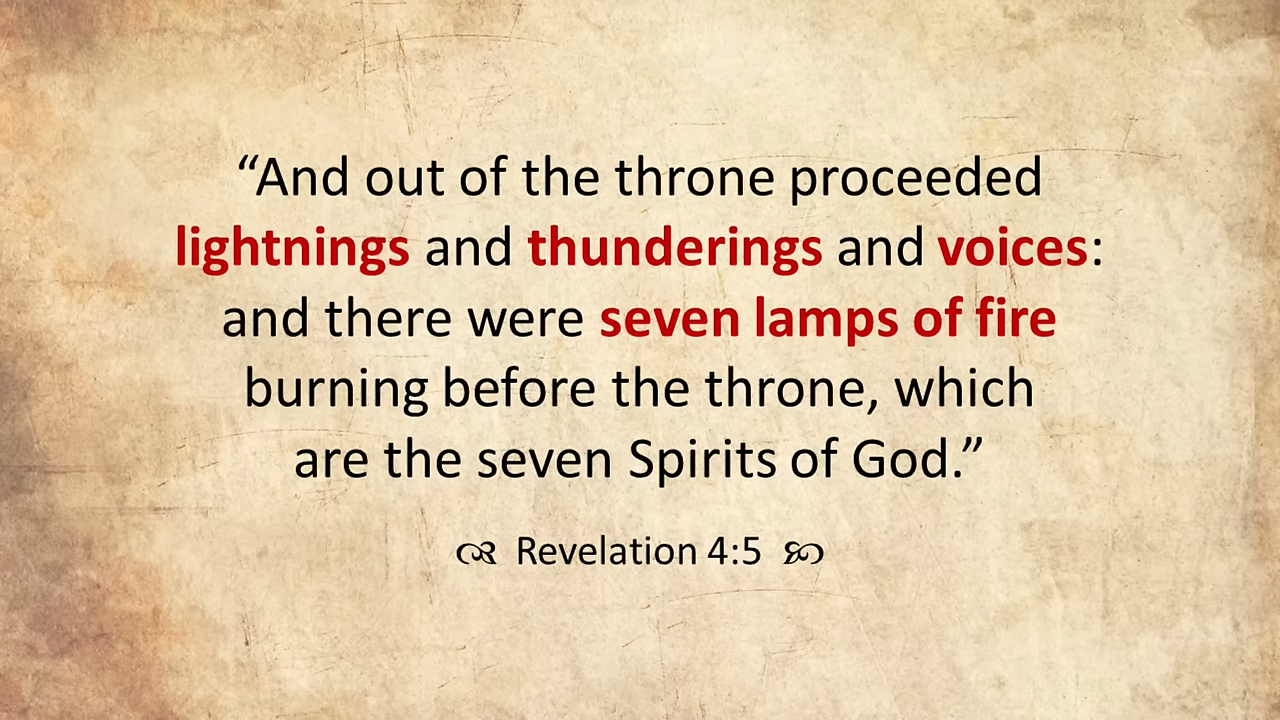 “And out of the throne proceeded
lightnings and thunderings and voices:
and there were seven lamps of fire
burning before the throne, which
are the seven Spirits of God.”
Revelation 4:5